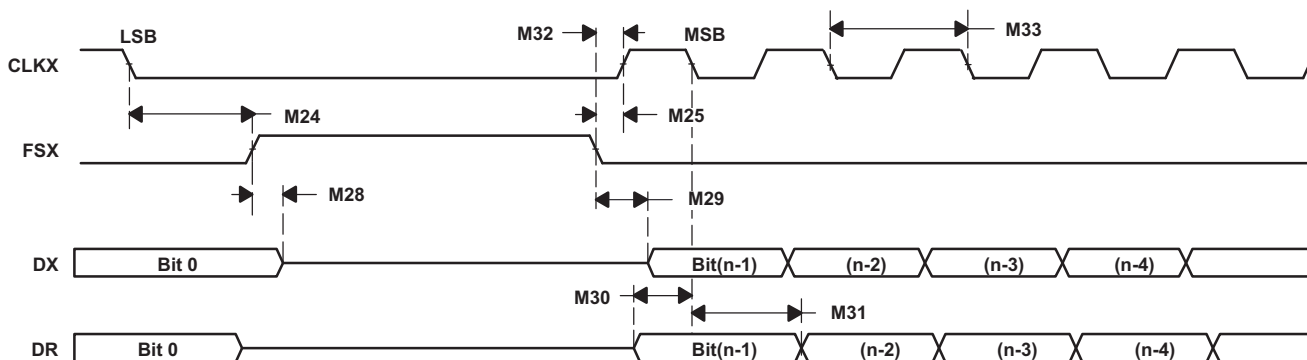 LSB
M32
MSB
M33
CLKX
M24
M25
FSX
M28
M29
DX
Bit 0
Bit(n-1)
(n-2)
(n-3)
(n-4)
M30
M31
DR
Bit 0
Bit(n-1)
(n-2)
(n-3)
(n-4)